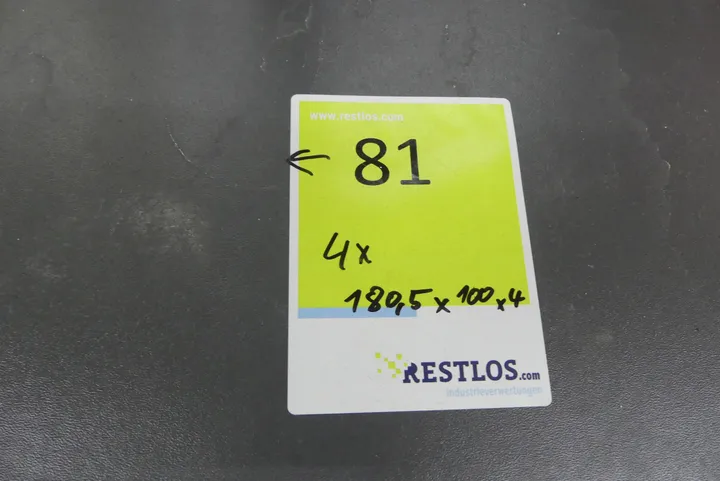 www.restlos.com
← 81
4x
180,5 x 100 x 4
RESTLOS.com
industrieverwertungen